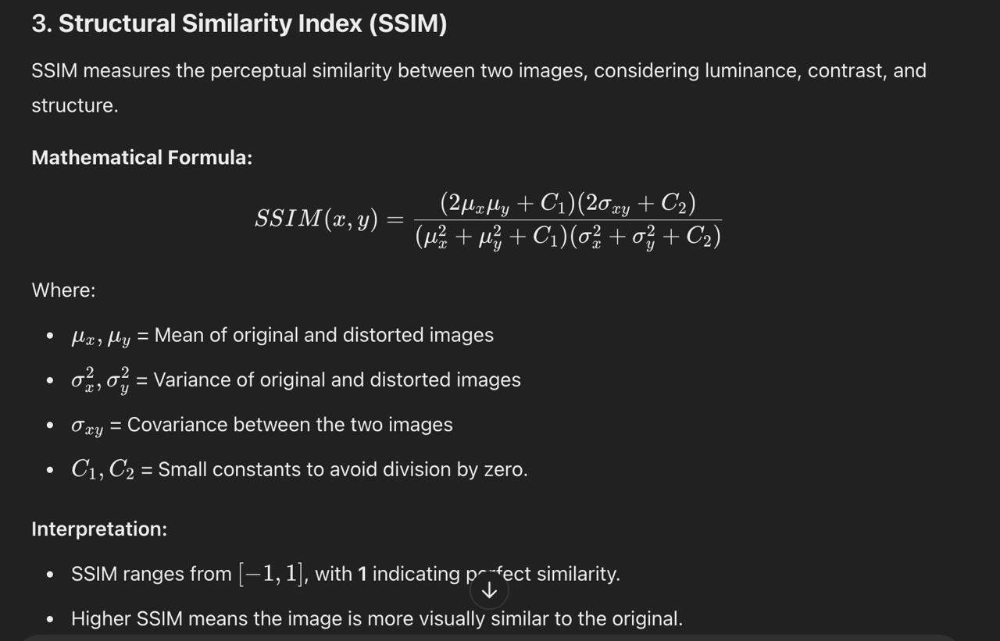 3. Structural Similarity Index (SSIM)
SSIM measures the perceptual similarity between two images, considering luminance, contrast, and
structure.
Mathematical Formula:
$SSIM(x, y) = \frac{(2\mu_x\mu_y + C_1)(2\sigma_{xy} + C_2)}{(\mu_x^2 + \mu_y^2 + C_1)(\sigma_x^2 + \sigma_y^2 + C_2)}$
Where:
• $\mu_x, \mu_y$ = Mean of original and distorted images
• $\sigma_x^2, \sigma_y^2$ = Variance of original and distorted images
• $\sigma_{xy}$ = Covariance between the two images
• $C_1, C_2$ = Small constants to avoid division by zero.
Interpretation:
• SSIM ranges from $[-1, 1]$, with 1 indicating perfect similarity.
• Higher SSIM means the image is more visually similar to the original.